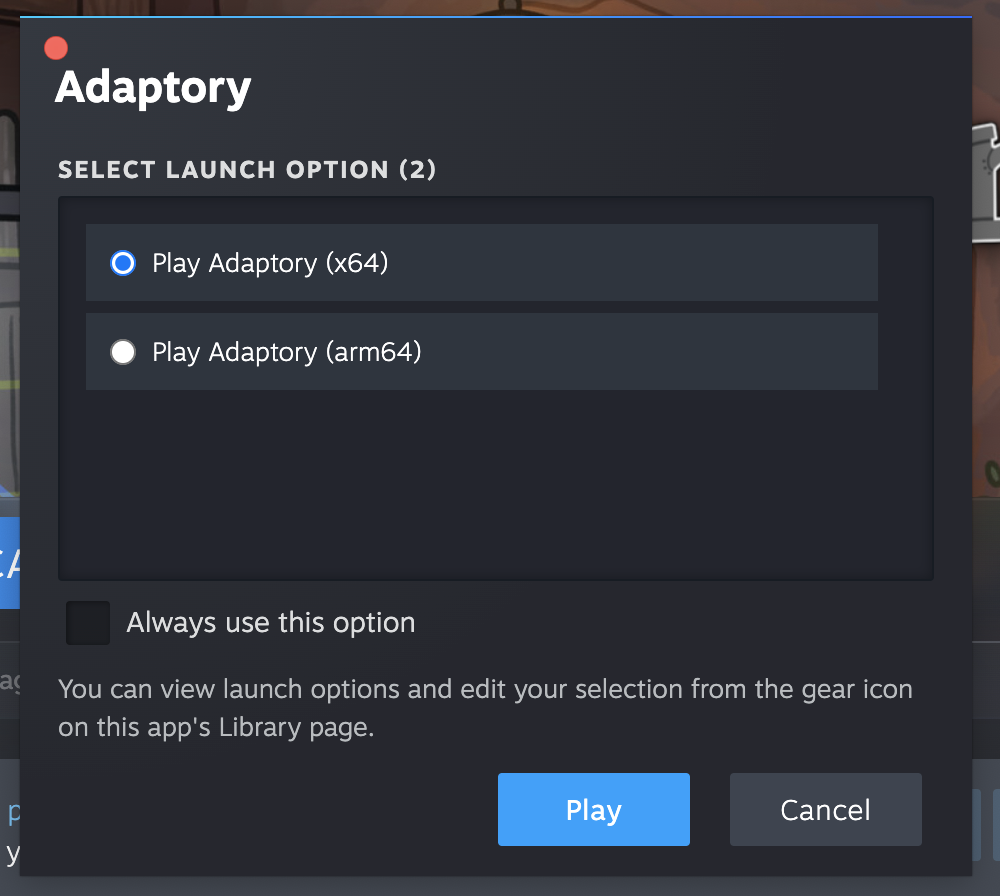 Adaptory
SELECT LAUNCH OPTION (2)
Play Adaptory (x64)
Play Adaptory (arm64)
Always use this option
You can view launch options and edit your selection from the gear icon
on this app's Library page.
Play
Cancel